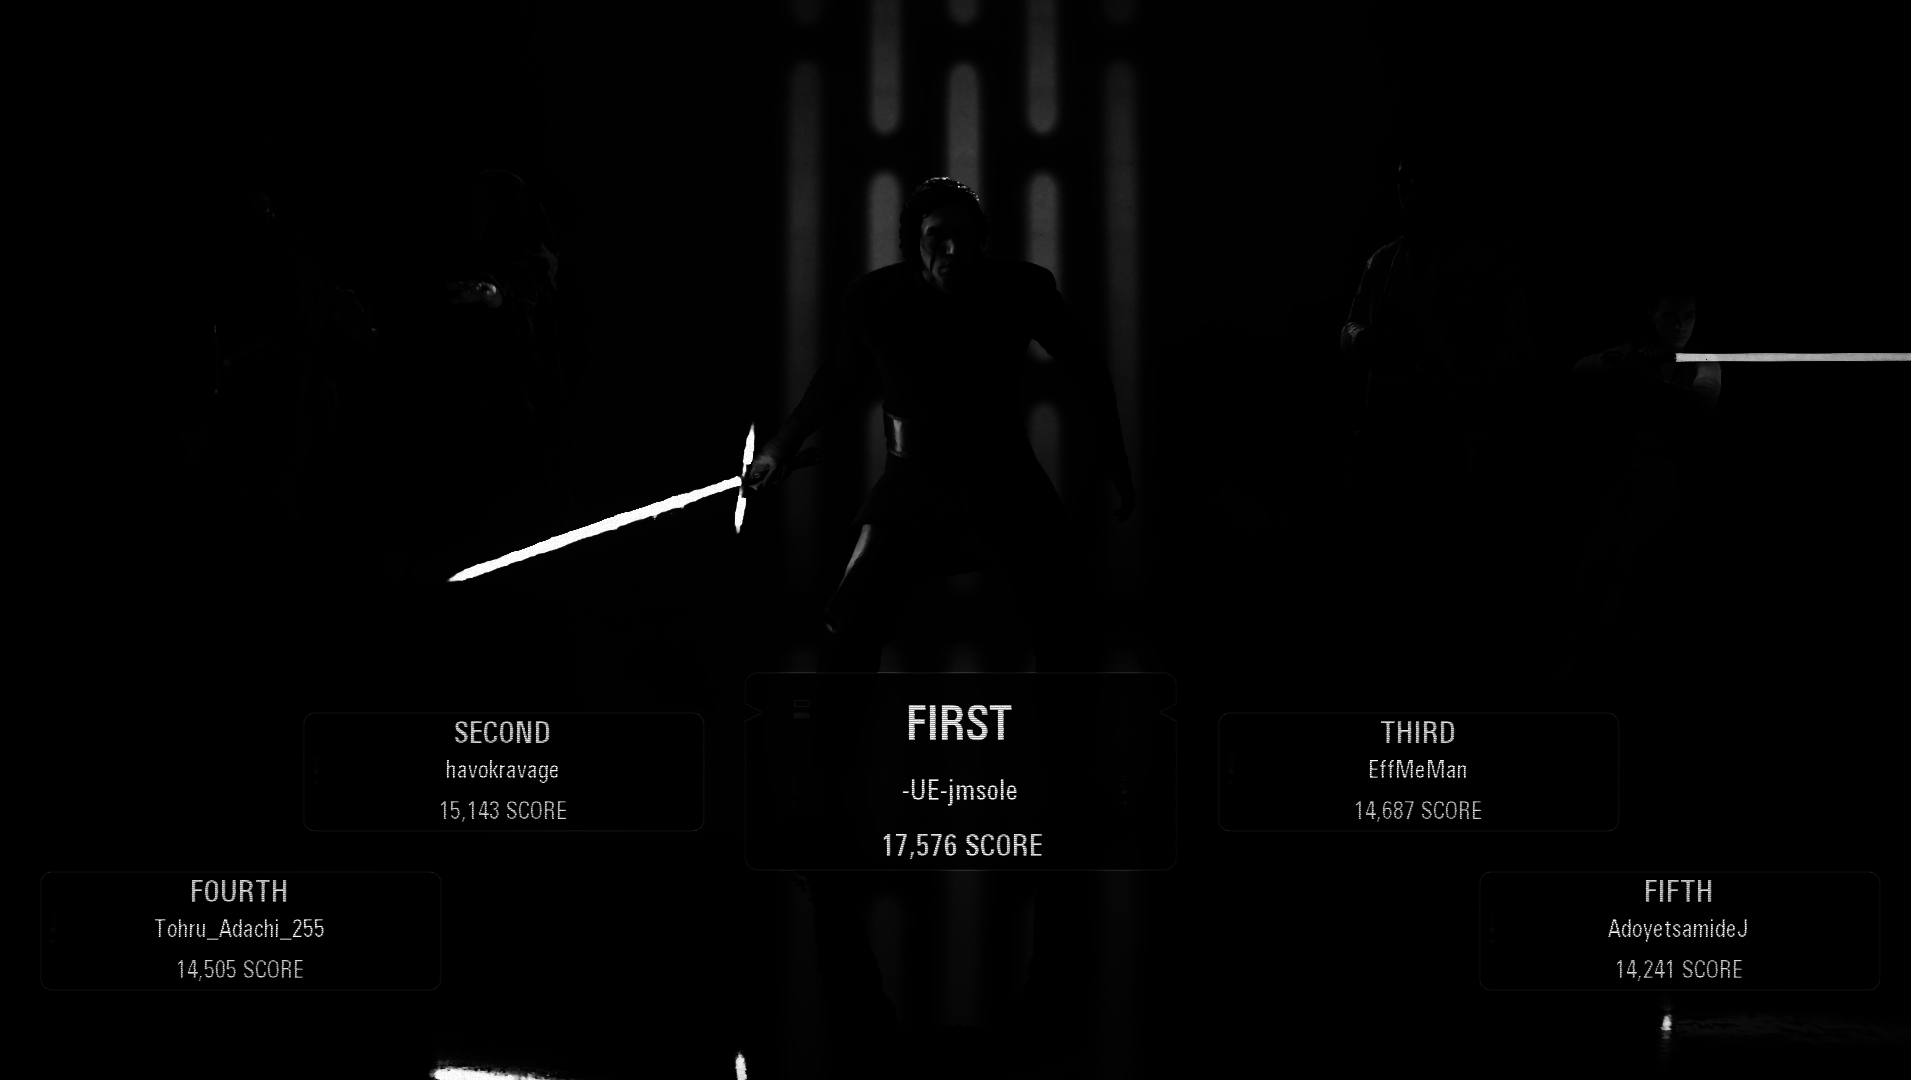 FIRST
-UE-jmsole
17,576 SCORE
SECOND
havokravage
15,143 SCORE
THIRD
EffMeMan
14,687 SCORE
FOURTH
Tohru_Adachi_255
14,505 SCORE
FIFTH
AdoyetsamideJ
14,241 SCORE